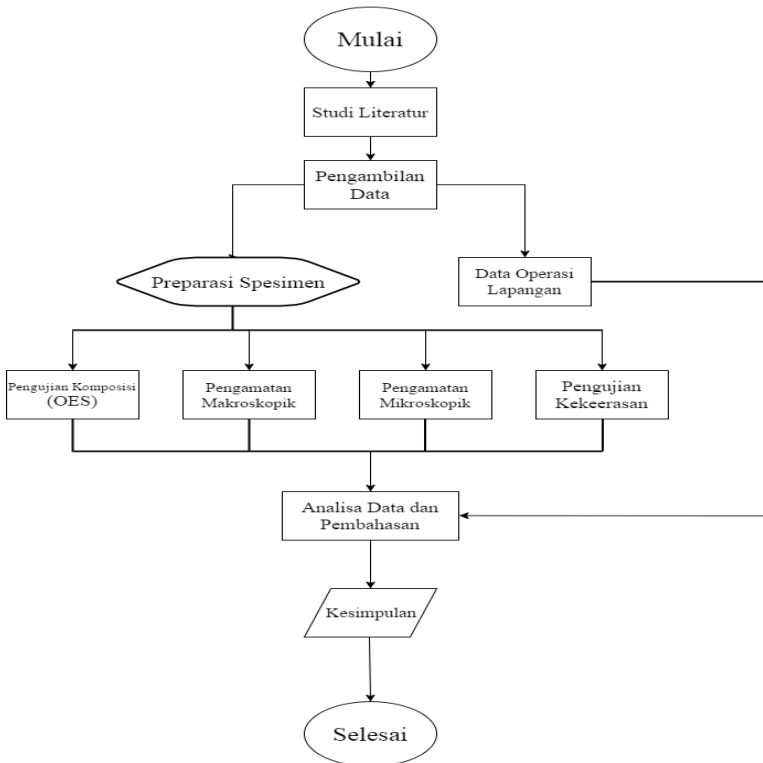 Mulai
Studi Literatur
Pengambilan
Data
Preparasi Spesimen
Data Operasi
Lapangan
Pengujian Komposisi
(OES)
Pengamatan
Makroskopik
Pengamatan
Mikroskopik
Pengujian
Kekeerasan
Analisa Data dan
Pembahasan
Kesimpulan
Selesai